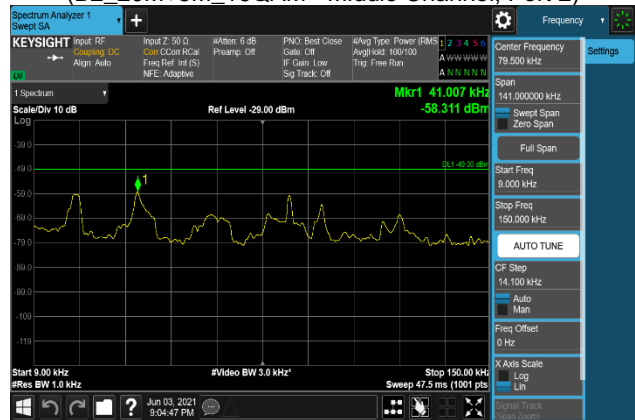 Spectrum Analyzer 1
Swept SA
Frequency
KEYSIGHT
Input: RF
Coupling: DC
Align: Auto
Input Z: 50 Ω
Corr CCorr RCal
Freq Ref: Int (S)
NFE: Adaptive
#Atten: 6 dB
Preamp: Off
PNO: Best Close
Gate: Off
IF Gain: Low
Sig Track: Off
#Avg Type: Power (RMS
Avg|Hold: 100/100
Trig: Free Run
1 2 3 4 5 6
A W W W W W
A N N N N N
LU
1 Spectrum
Mkr1 41.007 kHz
-58.311 dBm
Scale/Div 10 dB
Ref Level -29.00 dBm
Log
DL1 -49.00 dBm
1
-39.0
-49.0
-59.0
-69.0
-79.0
-89.0
-99.0
-109
-119
Start 9.00 kHz
#Res BW 1.0 kHz
#Video BW 3.0 kHz*
Stop 150.00 kHz
Sweep 47.5 ms (1001 pts
Jun 03, 2021
9:04:47 PM
Center Frequency
79.500 kHz
Settings
Span
141.000000 kHz
Swept Span
Zero Span
Full Span
Start Freq
9.000 kHz
Stop Freq
150.000 kHz
AUTO TUNE
CF Step
14.100 kHz
Auto
Man
Freq Offset
0 Hz
X Axis Scale
Log
Lin
Signal Track
(Span Zoom)